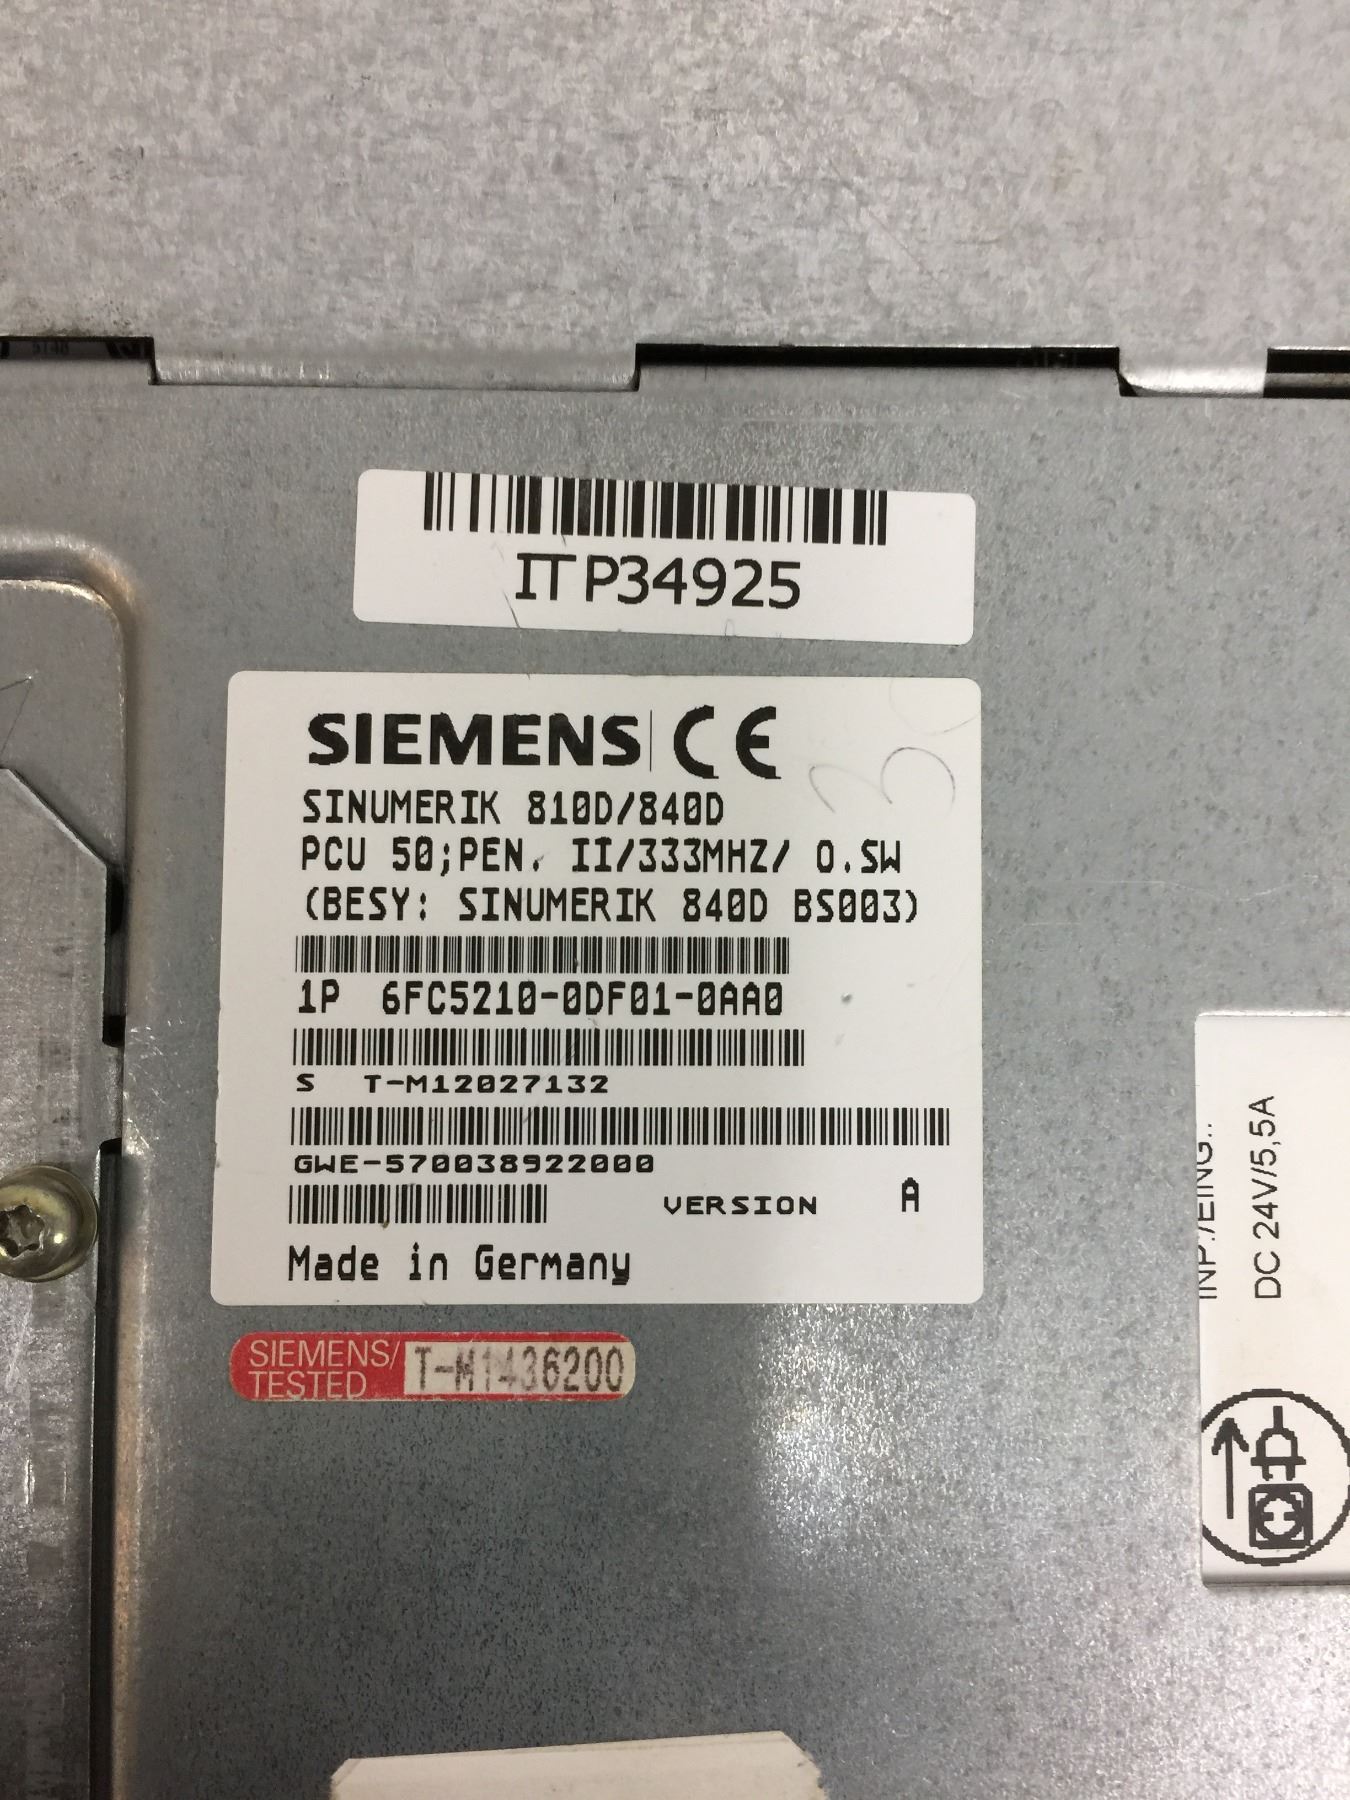 ITP34925
SIEMENS CE
SINUMERIK 810D/840D
PCU 50;PEN. II/333MHZ/ O.SW
(BESY: SINUMERIK 840D BS003)
1P 6FC5210-0DF01-0AA0
S T-M12027132
GWE-570038922000
VERSION A
Made in Germany
SIEMENS/
TESTED
T-M1436200
INP./EING..
DC 24V/5,5A